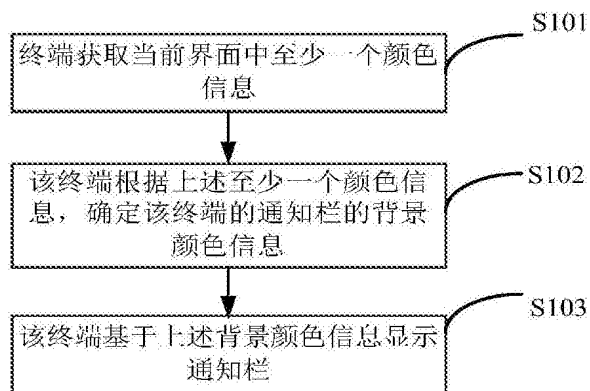 S101
终端获取当前界面中至少一个颜色
信息
S102
该终端根据上述至少一个颜色信
息，确定该终端的通知栏的背景
颜色信息
S103
该终端基于上述背景颜色信息显示
通知栏